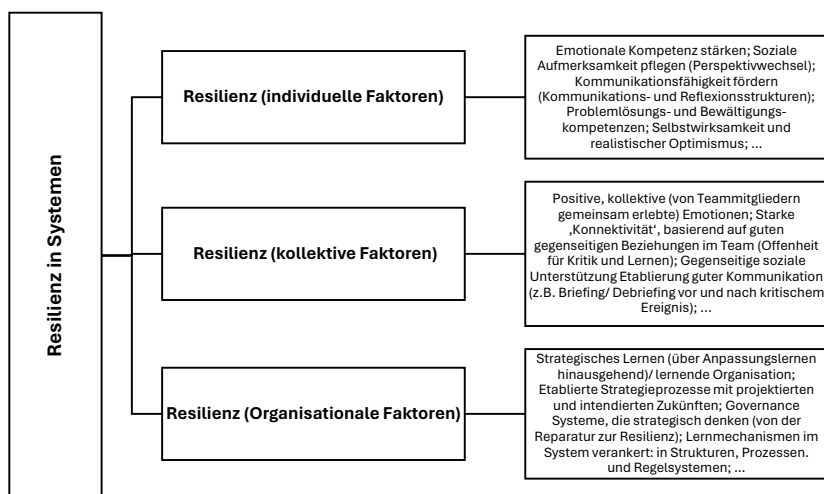 Resilienz in Systemen
Resilienz (individuelle Faktoren)
Emotionale Kompetenz stärken; Soziale
Aufmerksamkeit pflegen (Perspektivwechsel);
Kommunikationsfähigkeit fördern
(Kommunikations- und Reflexionsstrukturen);
Problemlösungs- und Bewältigungs-
kompetenzen; Selbstwirksamkeit und
realistischer Optimismus; ...
Resilienz (kollektive Faktoren)
Positive, kollektive (von Teammitgliedern
gemeinsam erlebte) Emotionen; Starke
‚Konnektivität‘, basierend auf guten
gegenseitigen Beziehungen im Team (Offenheit
für Kritik und Lernen); Gegenseitige soziale
Unterstützung Etablierung guter Kommunikation
(z.B. Briefing/ Debriefing vor und nach kritischem
Ereignis); ...
Resilienz (Organisationale Faktoren)
Strategisches Lernen (über Anpassungslernen
hinausgehend)/ lernende Organisation;
Etablierte Strategieprozesse mit projektierten
und intendierten Zukünften; Governance
Systeme, die strategisch denken (von der
Reparatur zur Resilienz); Lernmechanismen im
System verankert: in Strukturen, Prozessen.
und Regelsystemen; ...